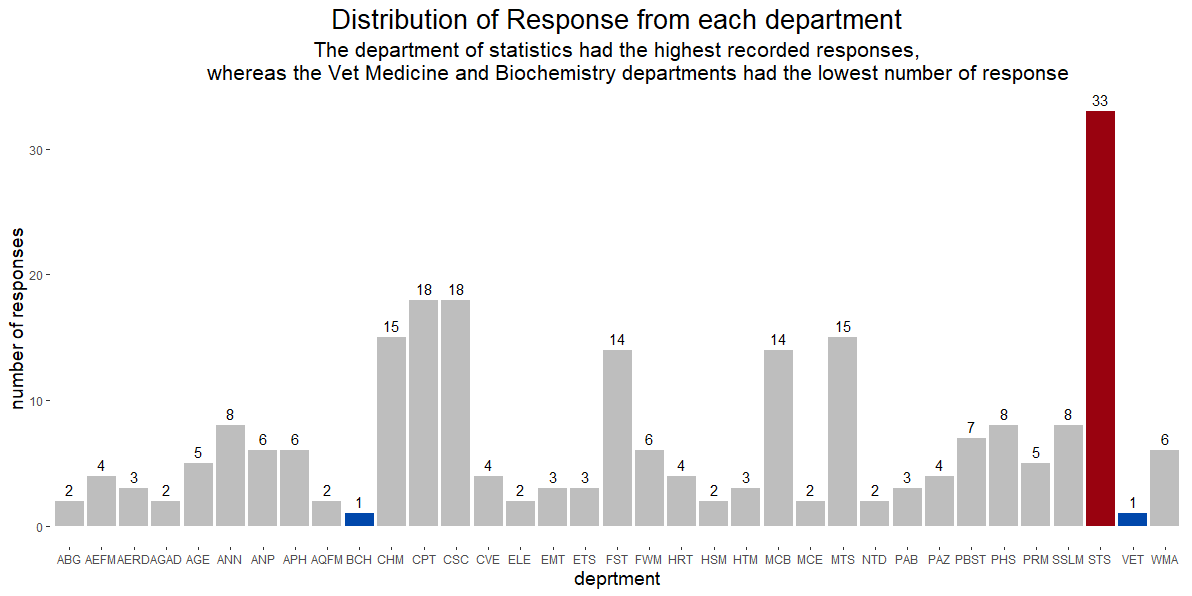 Distribution of Response from each department
The department of statistics had the highest recorded responses,
whereas the Vet Medicine and Biochemistry departments had the lowest number of response
number of responses
30
20
10
0
2 4 3 2 5 8 6 6 2 1 15 18 18 4 2 3 3 14 6 4 2 3 14 2 15 2 3 4 7 8 5 8 33 1 6
ABG AEFM AERD AGAD AGE ANN ANP APH AQFM BCH CHM CPT CSC CVE ELE EMT ETS FST FWM HRT HSM HTM MCB MCE MTS NTD PAB PAZ PBST PHS PRM SSLM STS VET WMA
deprtment